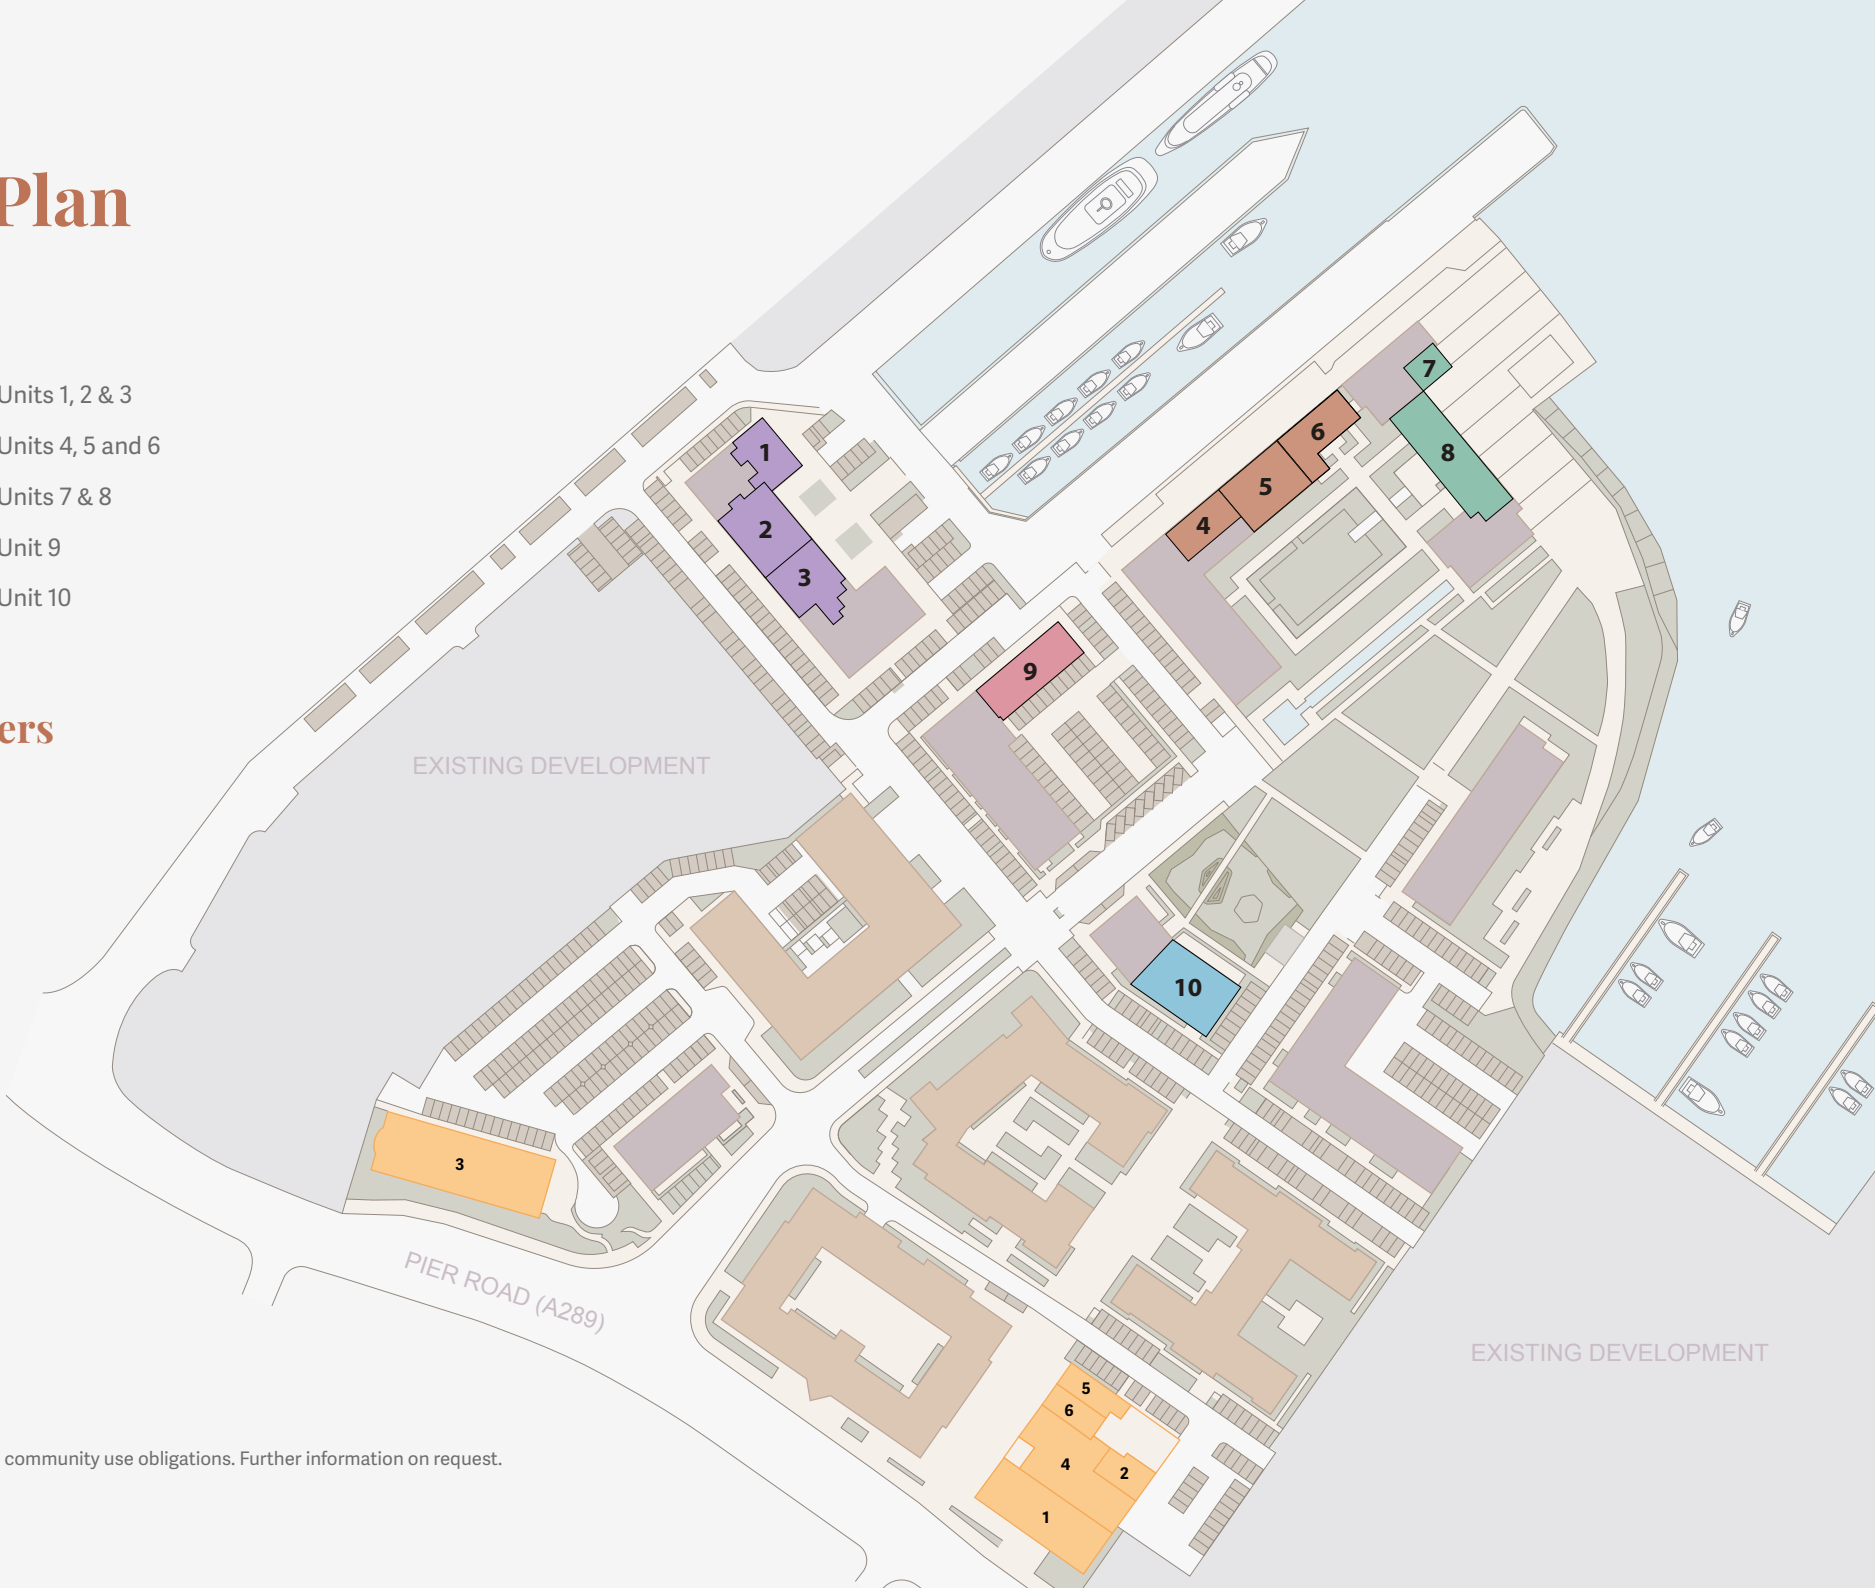 Plan
Units 1, 2 & 3
Units 4, 5 and 6
Units 7 & 8
Unit 9
Unit 10
ers
community use obligations. Further information on request.
7
6
8
1
5
4
2
3
9
EXISTING DEVELOPMENT
10
3
PIER ROAD (A289)
EXISTING DEVELOPMENT
5
6
4
2
1